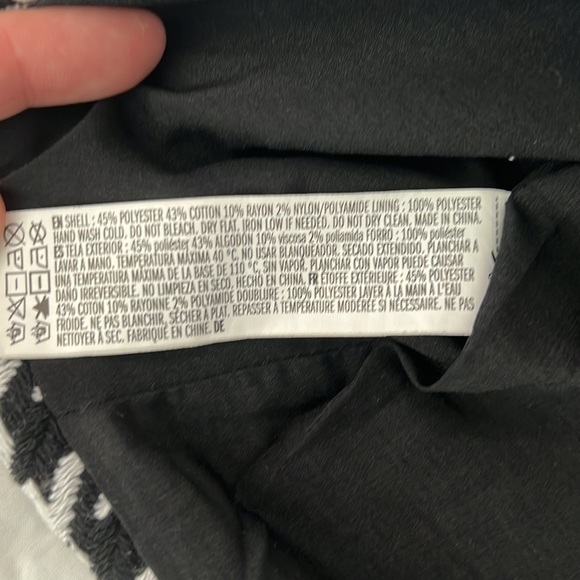 EN SHELL : 45% POLYESTER 43% COTTON 10% RAYON 2% NYLON/POLYAMIDE LINING : 100% POLYESTER
HAND WASH COLD. DO NOT BLEACH. DRY FLAT. IRON LOW IF NEEDED. DO NOT DRY CLEAN. MADE IN CHINA.
ES TELA EXTERIOR : 45% poliéster 43% ALGODÓN 10% viscosa 2% poliamida FORRO : 100% poliéster
LAVAR A MANO. TEMPERATURA MÁXIMA 40 °C. NO USAR BLANQUEADOR. SECADO EXTENDIDO. PLANCHAR A
UNA TEMPERATURA MÁXIMA DE LA BASE DE 110 °C, SIN VAPOR. PLANCHAR CON VAPOR PUEDE CAUSAR
DAÑO IRREVERSIBLE. NO LIMPIEZA EN SECO. HECHO EN CHINA. FR ÉTOFFE EXTÉRIEURE : 45% POLYESTER
43% COTON 10% RAYONNE 2% POLYAMIDE DOUBLURE : 100% POLYESTER LAVER À LA MAIN À L'EAU
FROIDE. NE PAS BLANCHIR. SÉCHER À PLAT. REPASSER À TEMPÉRATURE MODÉRÉE SI NÉCESSAIRE. NE PAS
NETTOYER À SEC. FABRIQUE EN CHINE. DE